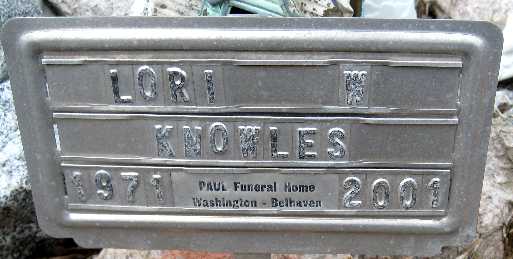 LORI W
KNOWLES
1971 PAUL Funeral Home 2001
Washington - Belhaven